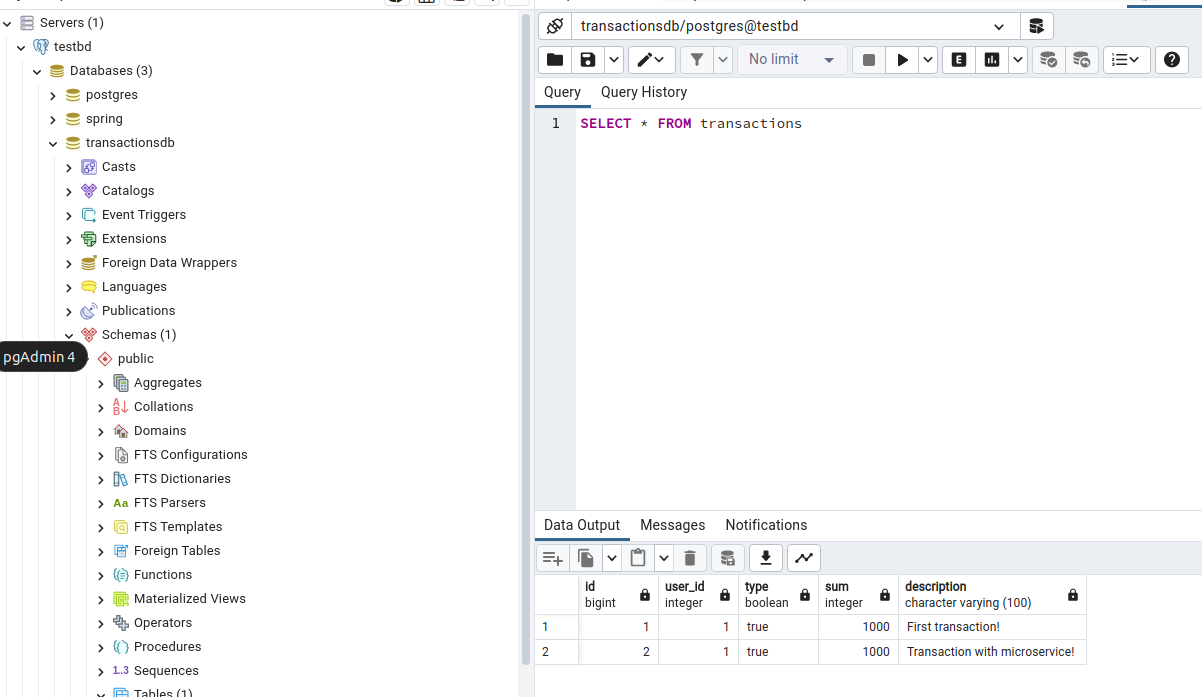 Servers (1)
testbd
Databases (3)
postgres
spring
transactionsdb
Casts
Catalogs
Event Triggers
Extensions
Foreign Data Wrappers
Languages
Publications
Schemas (1)
pgAdmin 4
public
Aggregates
Collations
Domains
FTS Configurations
FTS Dictionaries
Aa FTS Parsers
FTS Templates
Foreign Tables
Functions
Materialized Views
Operators
Procedures
1..3 Sequences
Tables (1)
transactionsdb/postgres@testbd
No limit
E
Query Query History
1 SELECT * FROM transactions
Data Output Messages Notifications
id user_id type sum description
bigint integer boolean integer character varying (100)
1 1 1 true 1000 First transaction!
2 2 1 true 1000 Transaction with microservice!